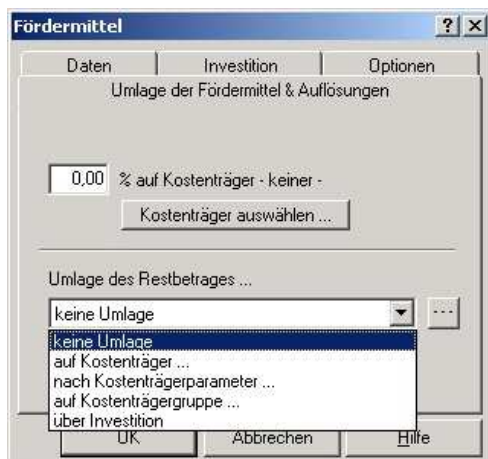 Fördermittel
Daten
Investition
Optionen
Umlage der Fördermittel & Auflösungen
0,00 % auf Kostenträger - keiner -
Kostenträger auswählen ...
Umlage des Restbetrages ...
keine Umlage
...
keine Umlage
auf Kostenträger ...
nach Kostenträgerparameter ...
auf Kostenträgergruppe ...
über Investition
OK
Abbrechen
Hilfe